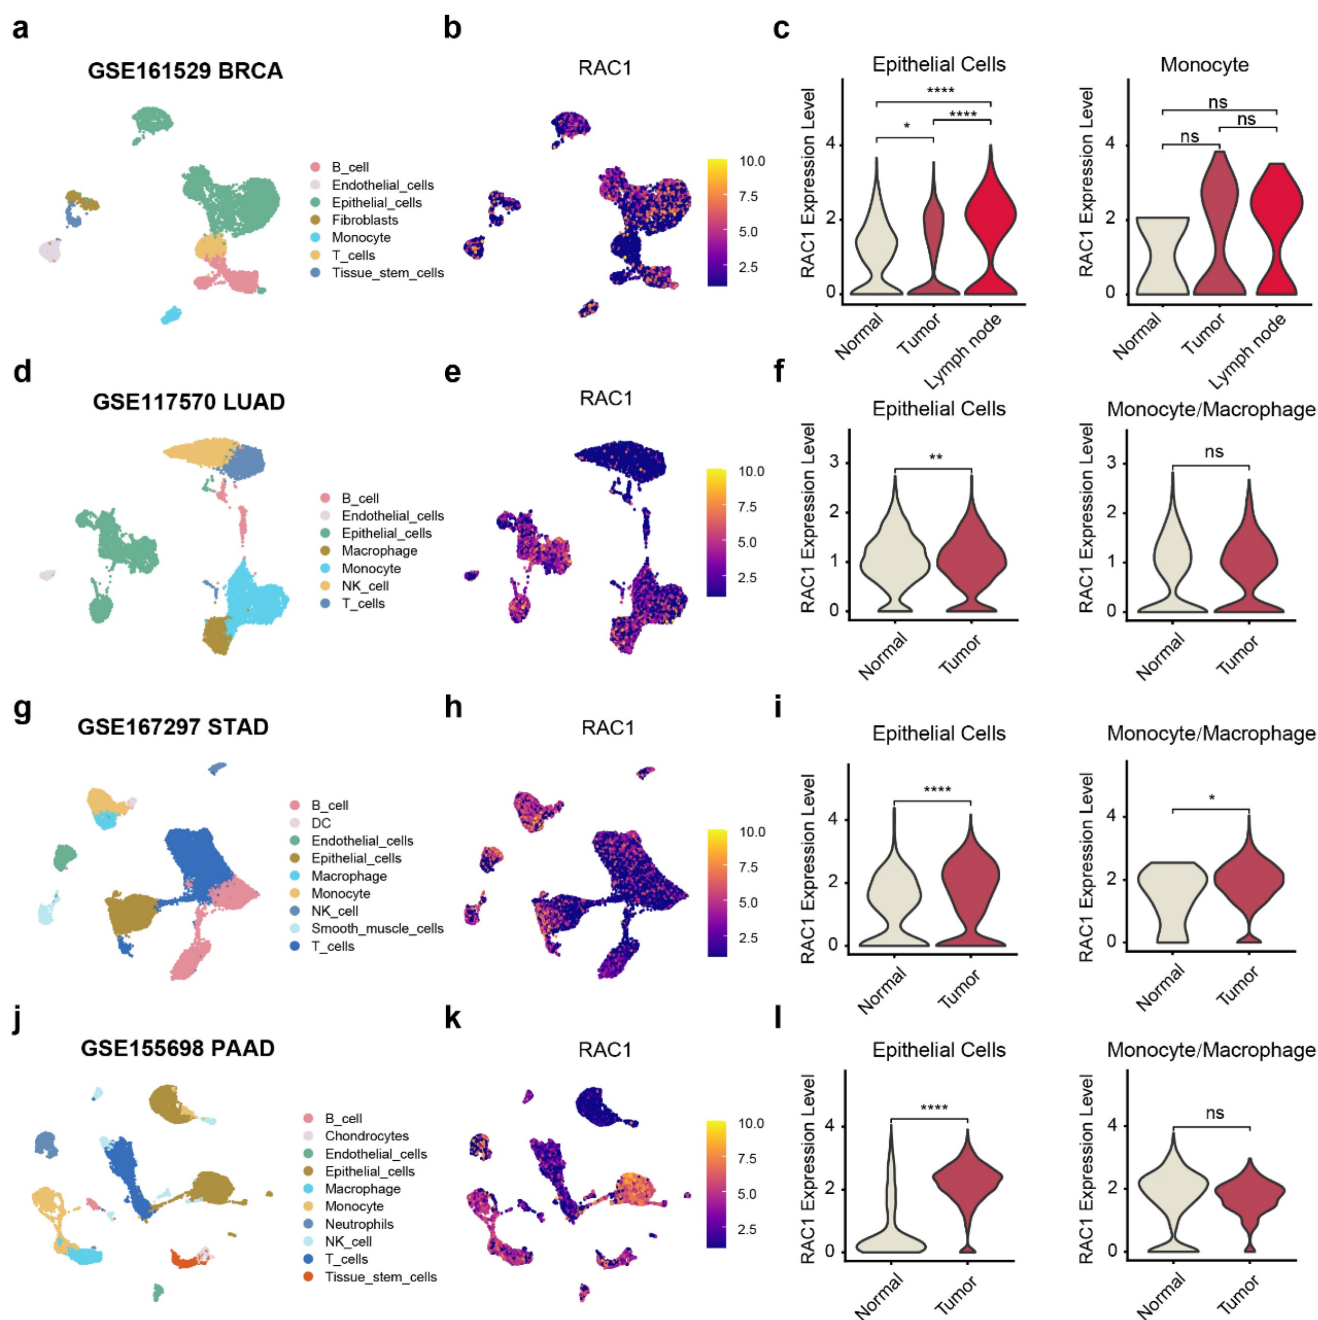 a
GSE161529 BRCA
B_cell
Endothelial_cells
Epithelial_cells
Fibroblasts
Monocyte
T_cells
Tissue_stem_cells
b
RAC1
10.0
7.5
5.0
2.5
c
Epithelial Cells
RAC1 Expression Level
4
2
0
****
*
****
Normal
Tumor
Lymph node
Monocyte
RAC1 Expression Level
4
2
0
ns
ns
ns
Normal
Tumor
Lymph node
d
GSE117570 LUAD
B_cell
Endothelial_cells
Epithelial_cells
Macrophage
Monocyte
NK_cell
T_cells
e
RAC1
10.0
7.5
5.0
2.5
f
Epithelial Cells
RAC1 Expression Level
3
2
1
0
**
Normal
Tumor
Monocyte/Macrophage
RAC1 Expression Level
3
2
1
0
ns
Normal
Tumor
g
GSE167297 STAD
B_cell
DC
Endothelial_cells
Epithelial_cells
Macrophage
Monocyte
NK_cell
Smooth_muscle_cells
T_cells
h
RAC1
10.0
7.5
5.0
2.5
i
Epithelial Cells
RAC1 Expression Level
4
2
0
****
Normal
Tumor
Monocyte/Macrophage
RAC1 Expression Level
4
2
0
*
Normal
Tumor
j
GSE155698 PAAD
B_cell
Chondrocytes
Endothelial_cells
Epithelial_cells
Macrophage
Monocyte
Neutrophils
NK_cell
T_cells
Tissue_stem_cells
k
RAC1
10.0
7.5
5.0
2.5
l
Epithelial Cells
RAC1 Expression Level
4
2
0
****
Normal
Tumor
Monocyte/Macrophage
RAC1 Expression Level
4
2
0
ns
Normal
Tumor